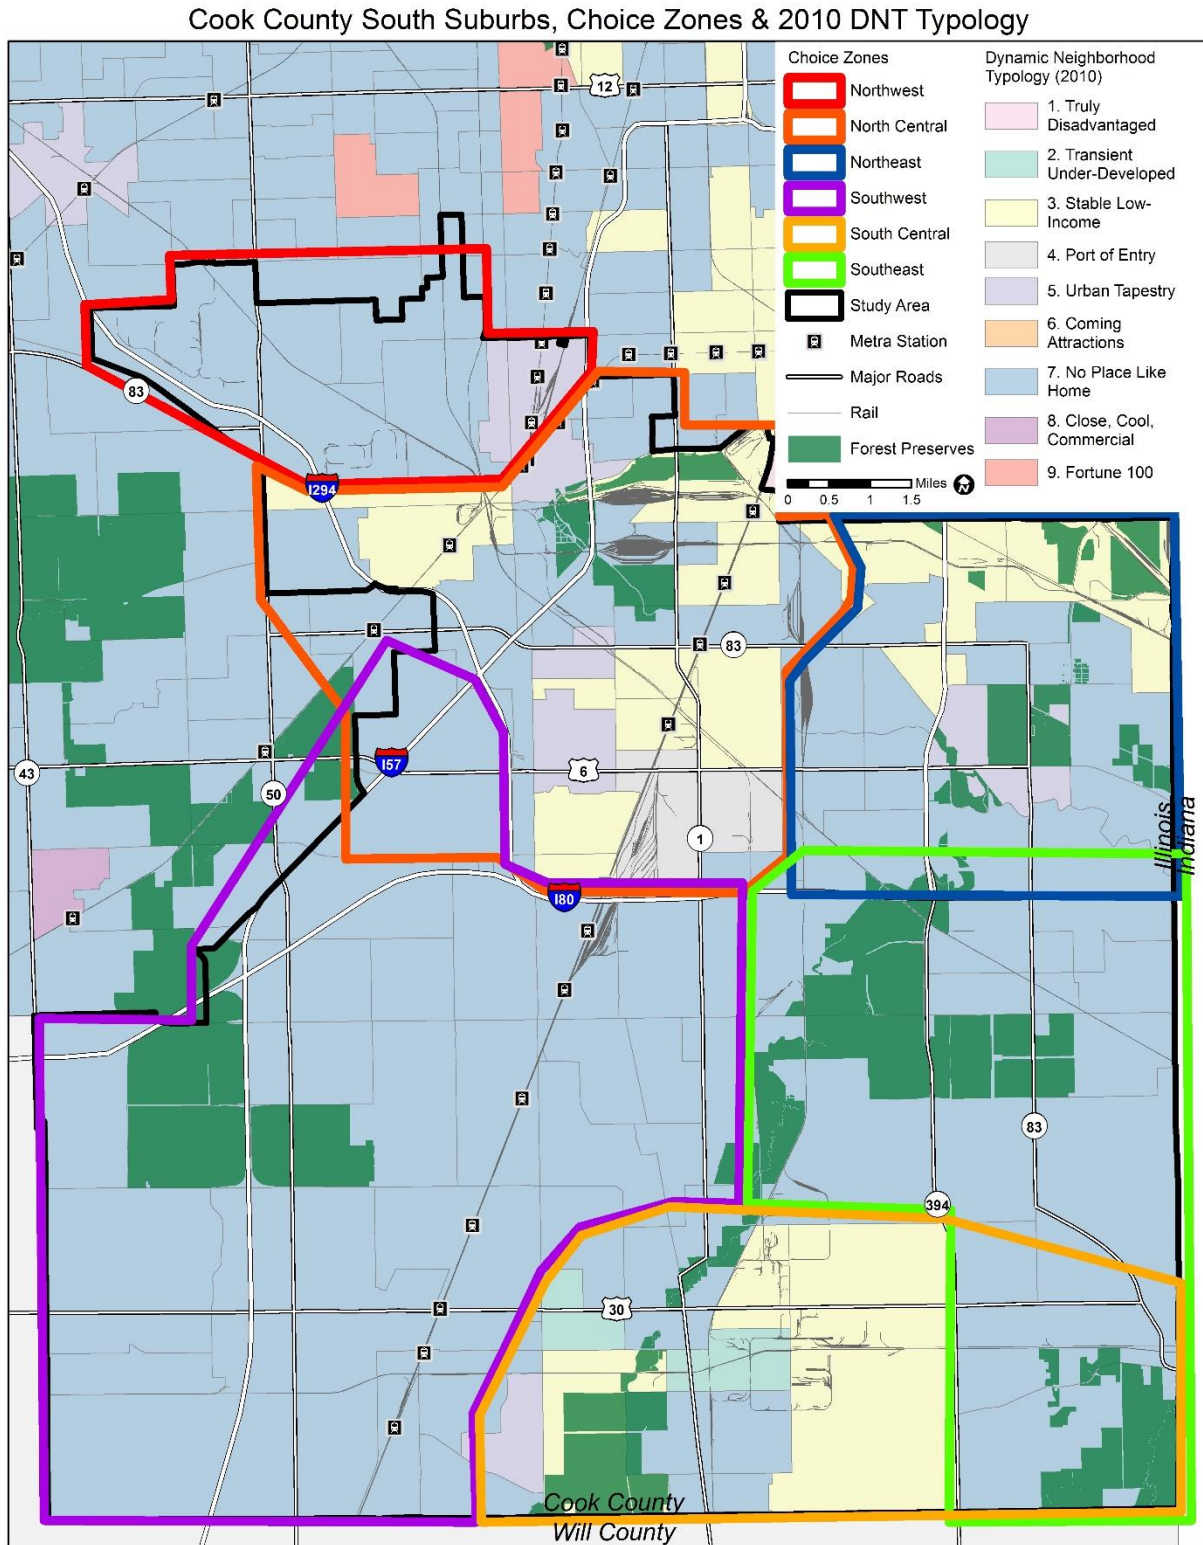 Cook County South Suburbs, Choice Zones & 2010 DNT Typology
Choice Zones
Northwest
North Central
Northeast
Southwest
South Central
Southeast
Study Area
Metra Station
Major Roads
Rail
Forest Preserves
0 0.5 1 1.5 Miles
N
Dynamic Neighborhood
Typology (2010)
1. Truly
Disadvantaged
2. Transient
Under-Developed
3. Stable Low-
Income
4. Port of Entry
5. Urban Tapestry
6. Coming
Attractions
7. No Place Like
Home
8. Close, Cool,
Commercial
9. Fortune 100
12
83
I294
83
43
50
I57
6
1
I80
Illinois
Indiana
83
394
30
Cook County
Will County